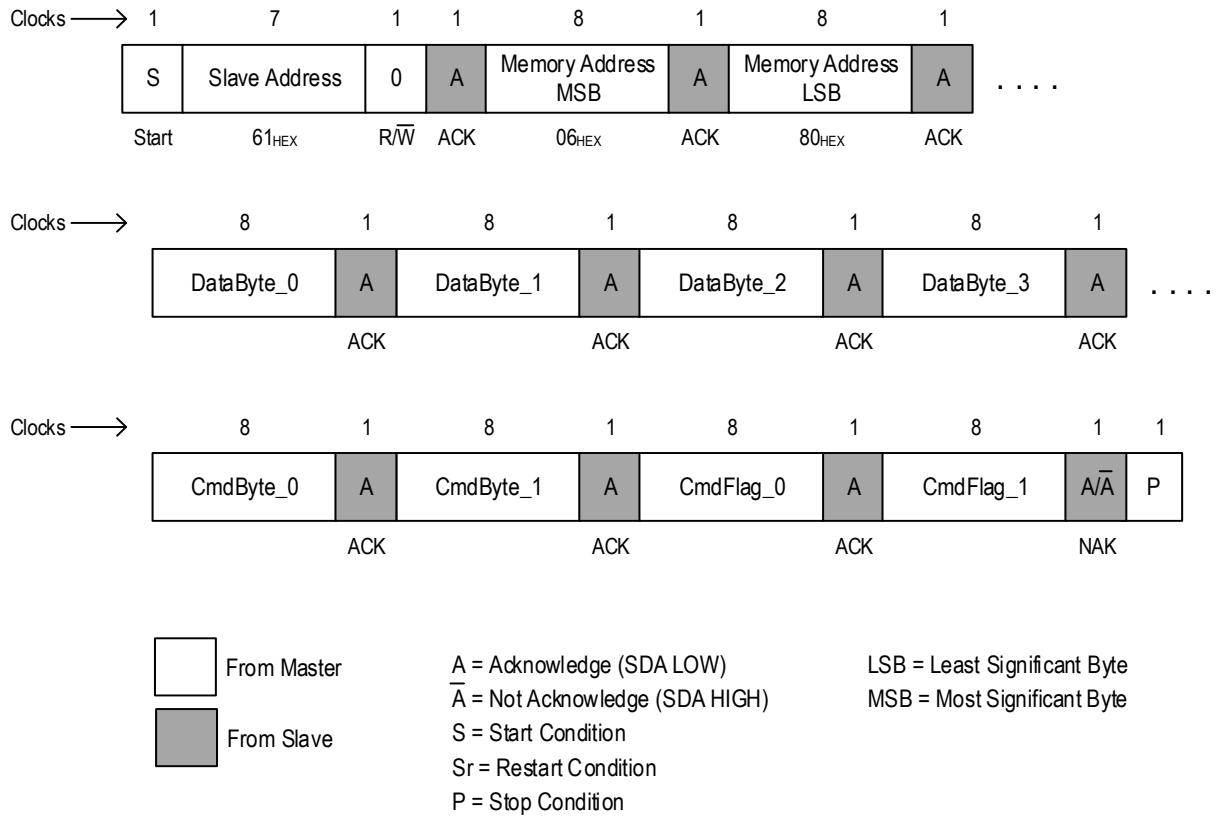 Clocks → 1 7 1 1 8 1 8 1
S Slave Address 0 A Memory Address MSB A Memory Address LSB A . . . .
Start 61HEX R/W̅ ACK 06HEX ACK 80HEX ACK
Clocks → 8 1 8 1 8 1 8 1
DataByte_0 A DataByte_1 A DataByte_2 A DataByte_3 A . . . .
ACK ACK ACK ACK
Clocks → 8 1 8 1 8 1 8 1 1
CmdByte_0 A CmdByte_1 A CmdFlag_0 A CmdFlag_1 A/A̅ P
ACK ACK ACK NAK
From Master
From Slave
A = Acknowledge (SDA LOW)
A̅ = Not Acknowledge (SDA HIGH)
S = Start Condition
Sr = Restart Condition
P = Stop Condition
LSB = Least Significant Byte
MSB = Most Significant Byte